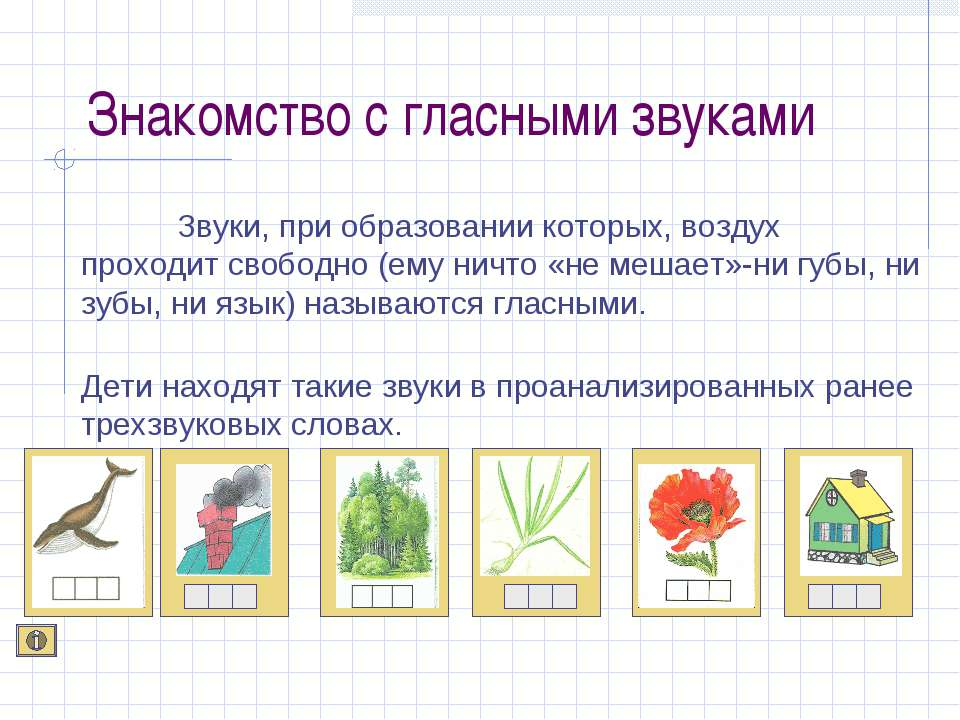 Знакомство с гласными звуками
Звуки, при образовании которых, воздух
проходит свободно (ему ничто «не мешает»-ни губы, ни
зубы, ни язык) называются гласными.
Дети находят такие звуки в проанализированных ранее
трехзвуковых словах.